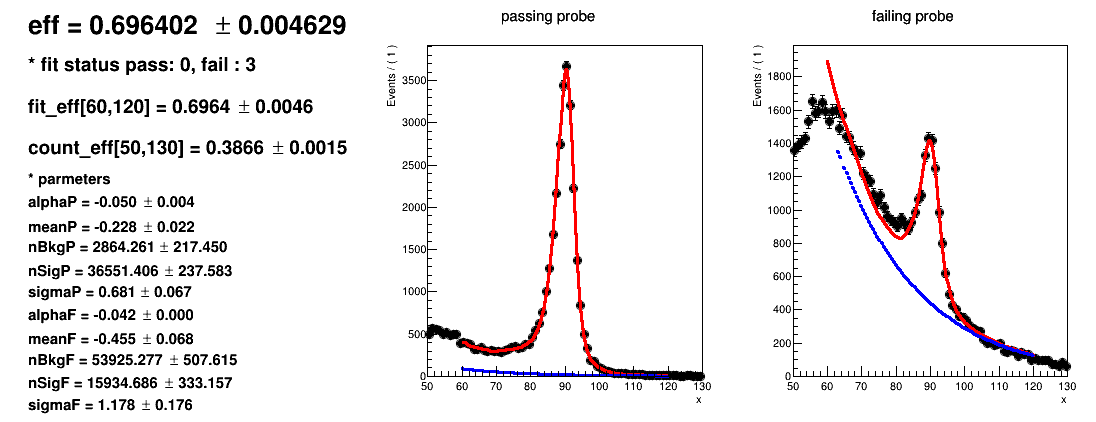 eff = 0.696402 ± 0.004629
* fit status pass: 0, fail : 3
fit_eff[60,120] = 0.6964 ± 0.0046
count_eff[50,130] = 0.3866 ± 0.0015
* parmeters
alphaP = -0.050 ± 0.004
meanP = -0.228 ± 0.022
nBkgP = 2864.261 ± 217.450
nSigP = 36551.406 ± 237.583
sigmaP = 0.681 ± 0.067
alphaF = -0.042 ± 0.000
meanF = -0.455 ± 0.068
nBkgF = 53925.277 ± 507.615
nSigF = 15934.686 ± 333.157
sigmaF = 1.178 ± 0.176
passing probe
Events / ( 1 )
3500
3000
2500
2000
1500
1000
500
0
50 60 70 80 90 100 110 120 130
x
failing probe
Events / ( 1 )
1800
1600
1400
1200
1000
800
600
400
200
0
50 60 70 80 90 100 110 120 130
x